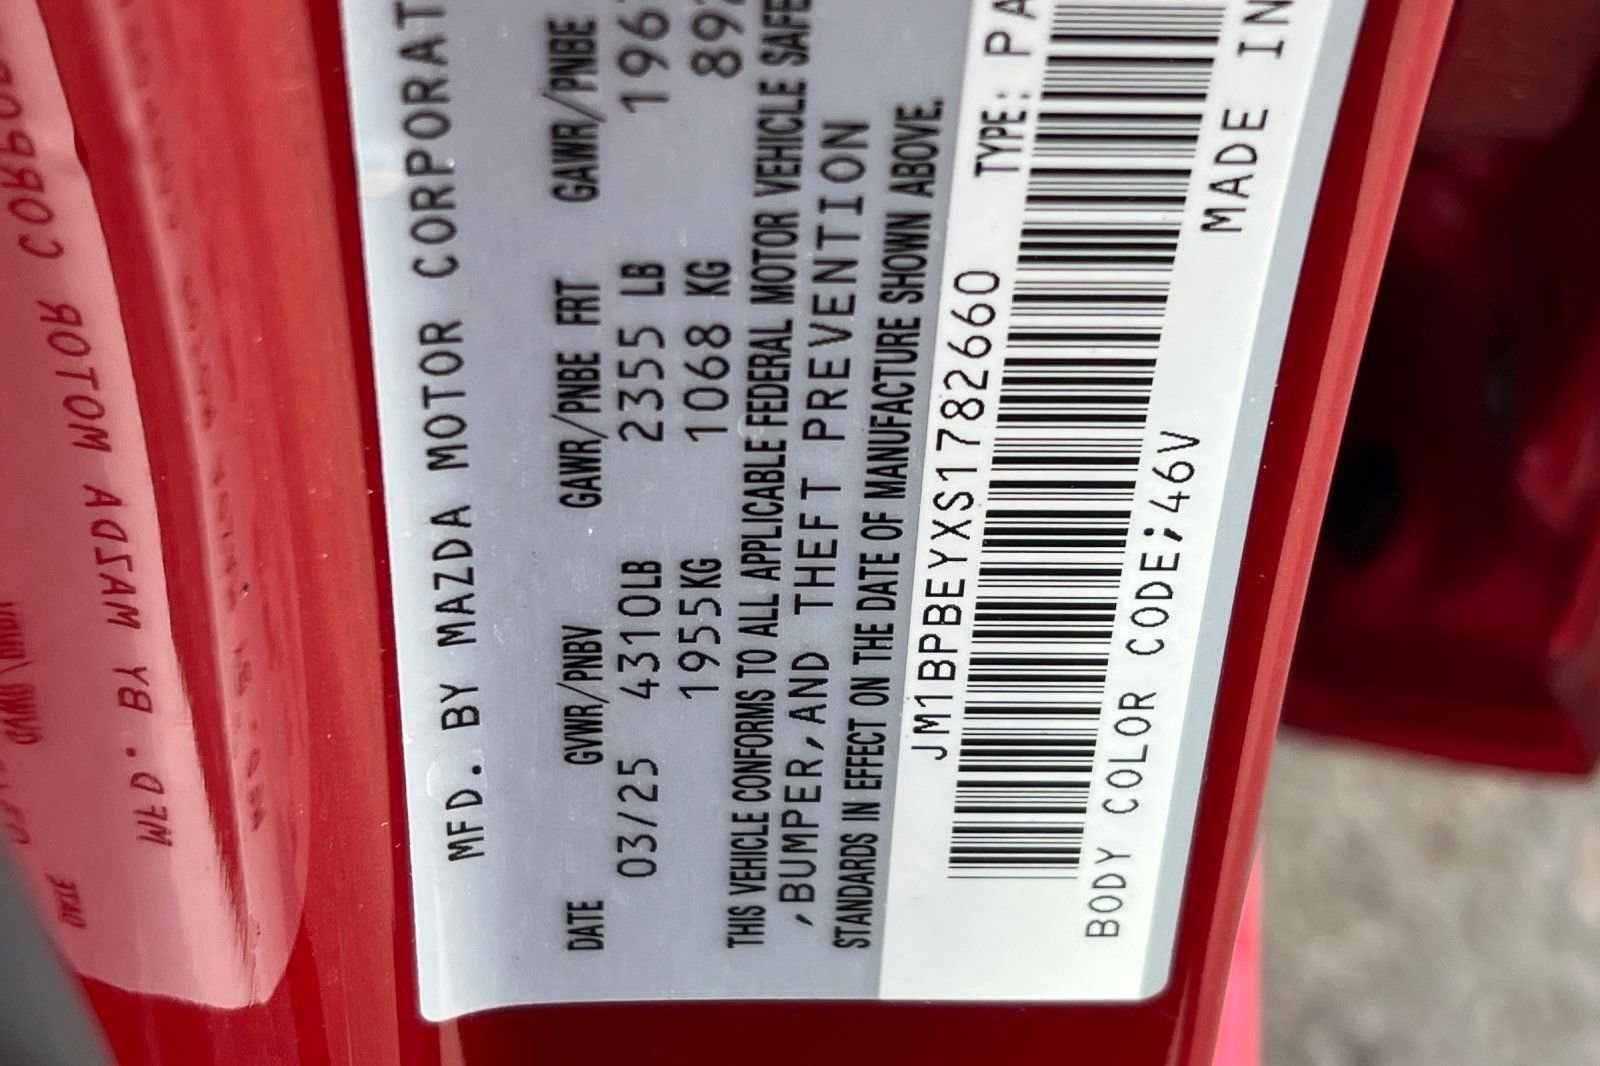 MFD. BY MAZDA MOTOR CORPORAT
DATE GVWR/PNBV GAWR/PNBE FRT GAWR/PNBE
03/25 4310LB 2355 LB 196
1955KG 1068 KG 892
THIS VEHICLE CONFORMS TO ALL APPLICABLE FEDERAL MOTOR VEHICLE SAFE
,BUMPER,AND THEFT PREVENTION
STANDARDS IN EFFECT ON THE DATE OF MANUFACTURE SHOWN ABOVE.
JM1BPBEYXS1782660 TYPE: PA
BODY COLOR CODE;46V MADE IN